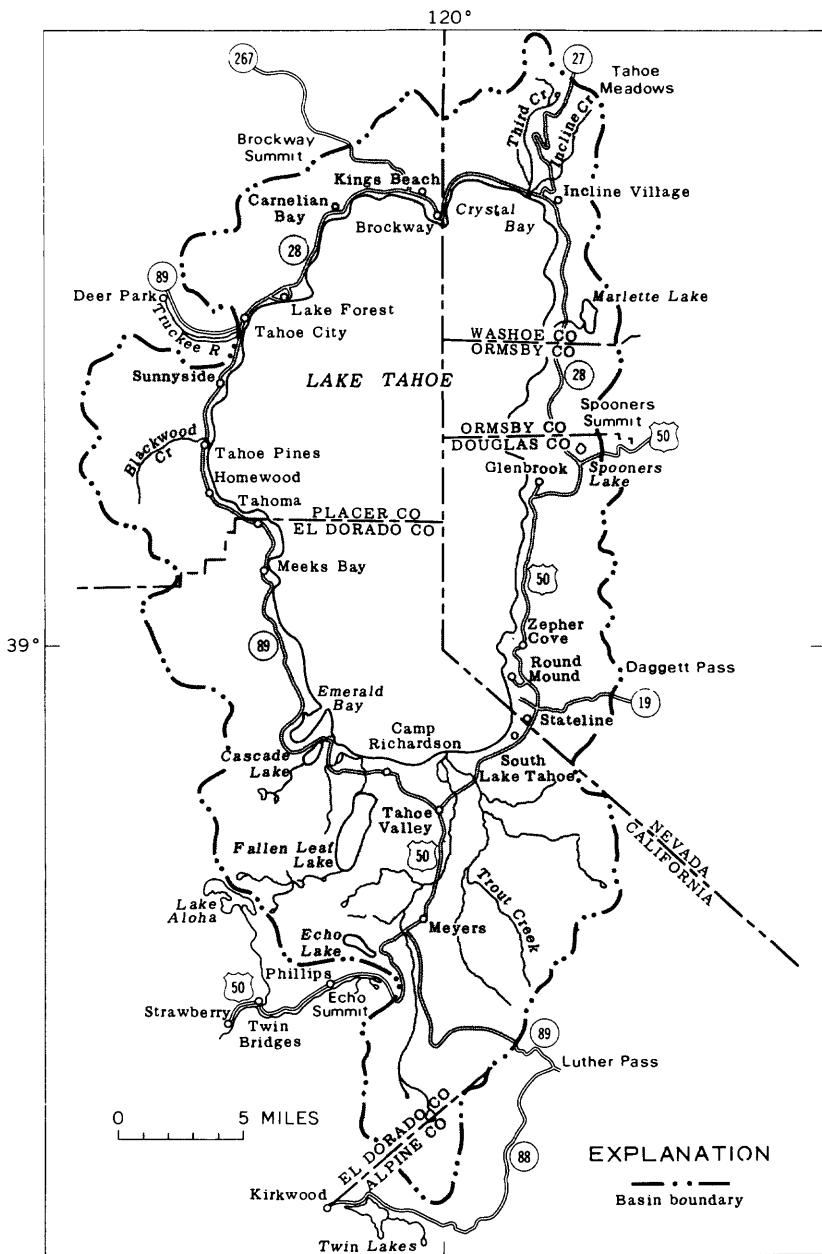 120°
267
27
Tahoe
Meadows
Third Cr
Incline Cr
Brockway
Summit
Kings Beach
Incline Village
Carnelian
Bay
Crystal
Bay
Brockway
28
89
Deer Park
Marlette Lake
Lake Forest
Truckee R
Tahoe City
WASHOE CO
ORMSBY CO
Sunnyside
LAKE TAHOE
28
Spooners
Summit
ORMSBY CO
DOUGLAS CO
50
Blackwood
Cr
Tahoe Pines
Glenbrook
Spooners
Lake
Homewood
Tahoma
PLACER CO
EL DORADO CO
Meeks Bay
50
39°
89
Zepher
Cove
Round
Mound
Daggett Pass
19
Emerald
Bay
Camp
Richardson
Stateline
Cascade
Lake
South
Lake Tahoe
Tahoe
Valley
NEVADA
CALIFORNIA
Fallen Leaf
Lake
50
Trout Creek
Lake
Aloha
Meyers
Echo
Lake
Phillips
50
Echo
Summit
Strawberry
Twin
Bridges
89
Luther Pass
0 5 MILES
EL DORADO CO
ALPINE CO
88
EXPLANATION
Basin boundary
Kirkwood
Twin Lakes